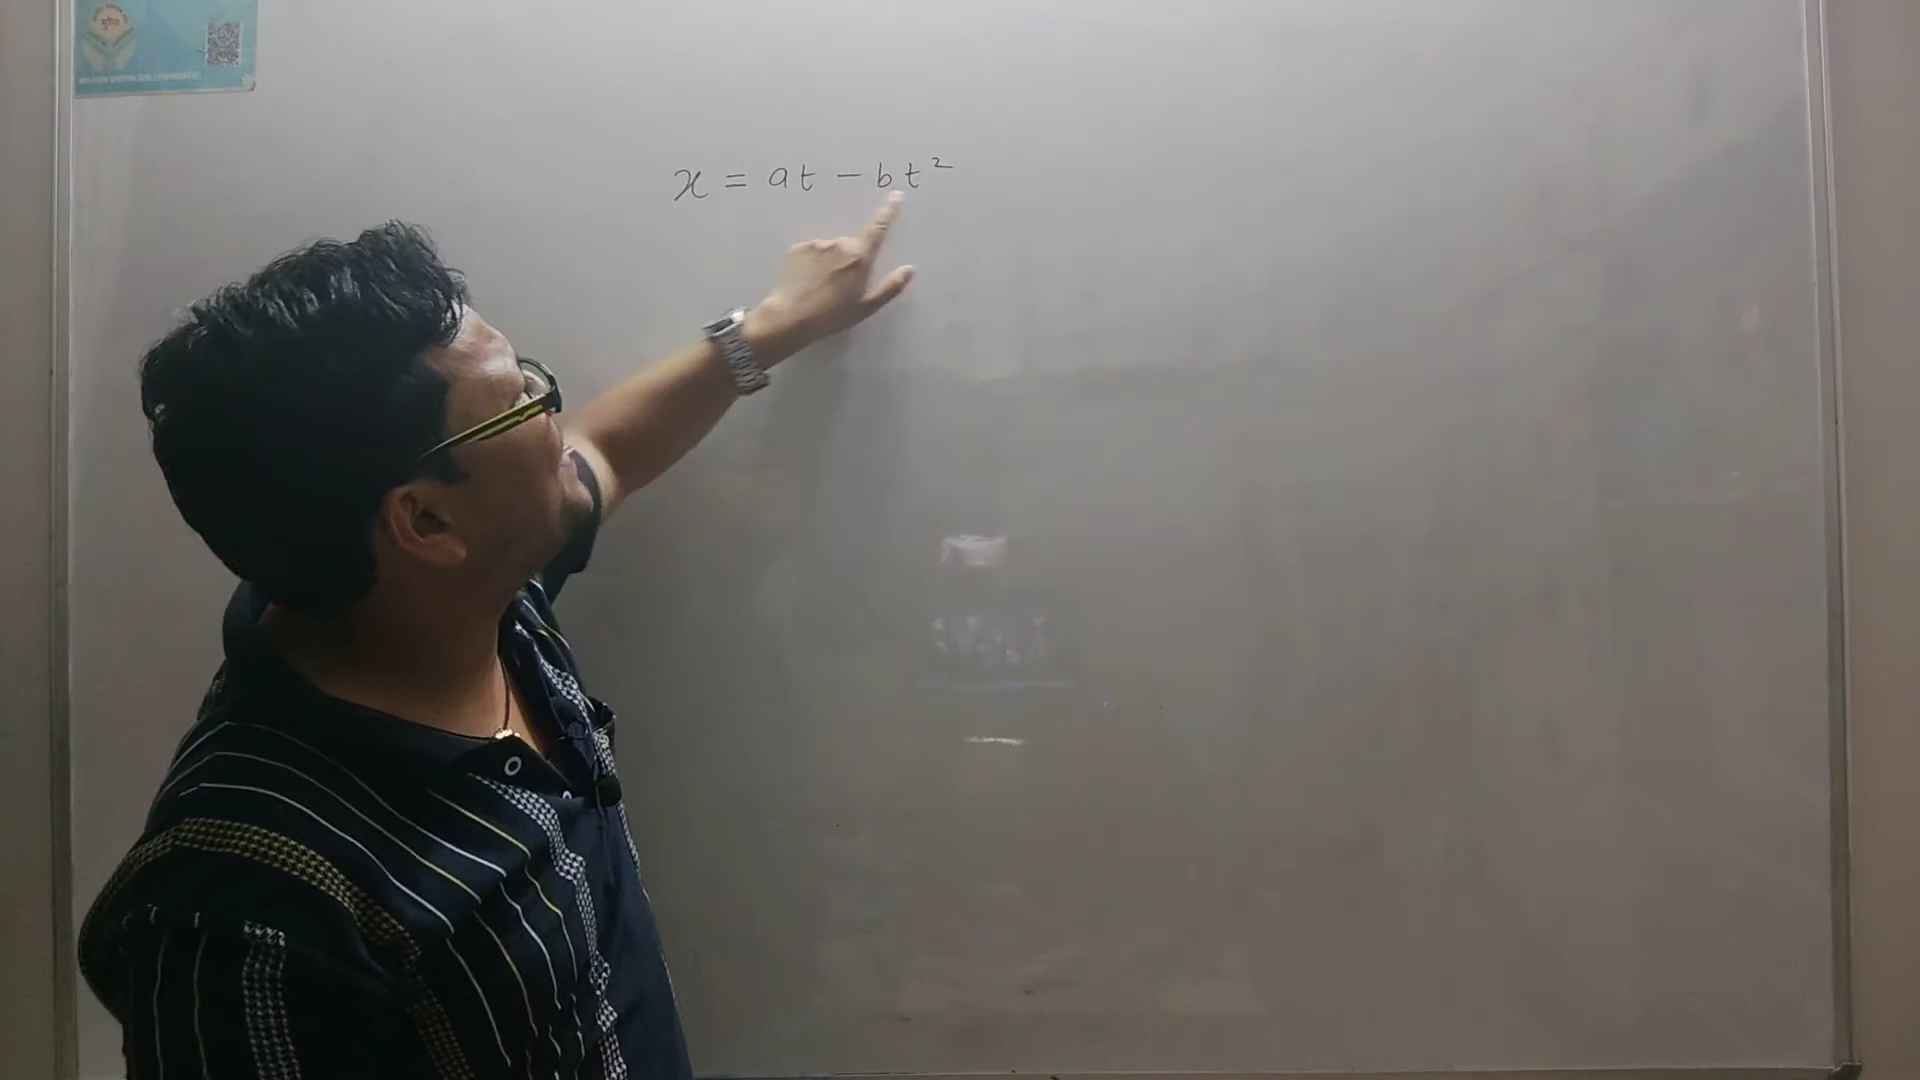 x = at - bt²